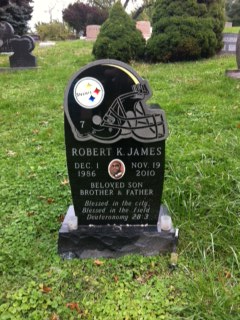 Steelers
7
ROBERT K. JAMES
DEC. 1 NOV. 19
1986 2010
BELOVED SON
BROTHER & FATHER
Blessed in the city,
Blessed in the Field
Deuteronomy 28:3